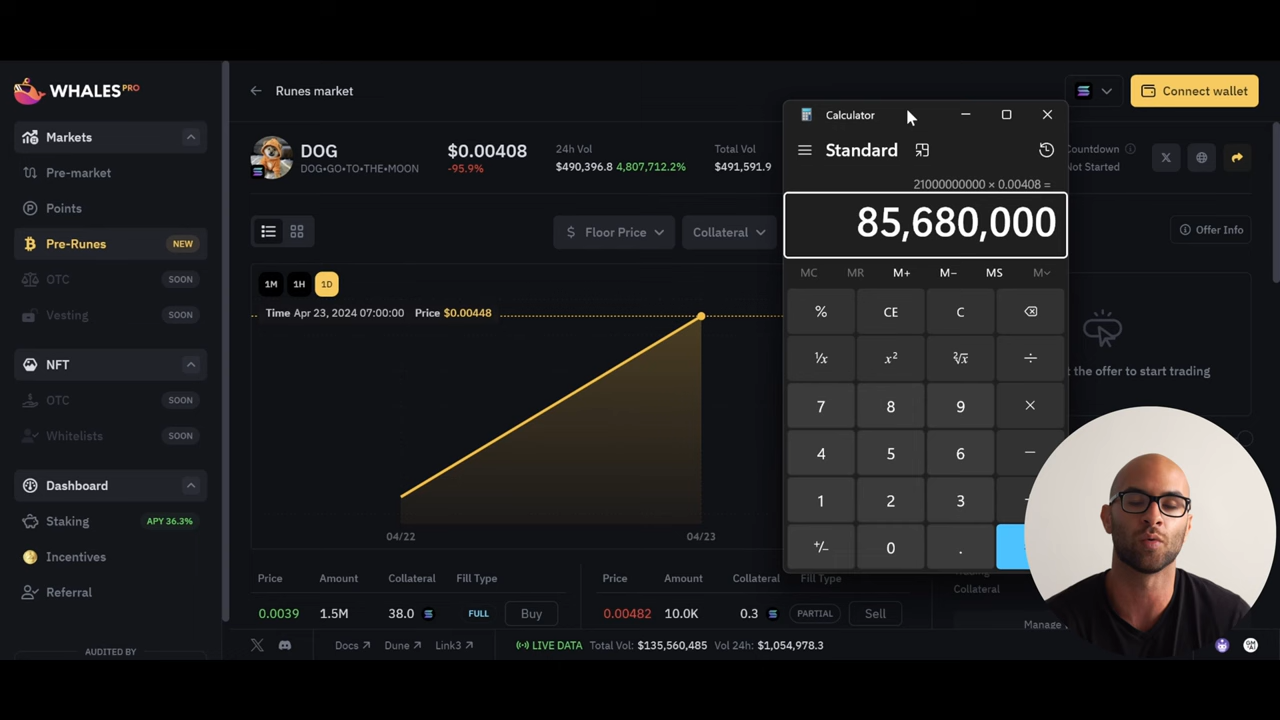 WHALES PRO
Markets
Pre-market
Points
Pre-Runes NEW
OTC SOON
Vesting SOON
NFT
OTC SOON
Whitelists SOON
Dashboard
Staking APY 36.3%
Incentives
Referral
AUDITED BY
Runes market
Connect wallet
DOG
DOG•GO•TO•THE•MOON
$0.00408
-95.9%
24h Vol
$490,396.8 4,807,712.2%
Total Vol
$491,591.9
Countdown
Not Started
Floor Price
Collateral
Offer Info
1M 1H 1D
Time Apr 23, 2024 07:00:00 Price $0.00448
04/22 04/23
the offer to start trading
Calculator
Standard
21000000000 × 0.00408 =
85,680,000
MC MR M+ M− MS M
% CE C
¹/x x² ²√x ÷
7 8 9 ×
4 5 6 −
1 2 3
+/− 0 .
Price Amount Collateral Fill Type
0.0039 1.5M 38.0 FULL Buy
Price Amount Collateral Fill Type
0.00482 10.0K 0.3 PARTIAL Sell
Collateral
Manage
Docs Dune Link3
LIVE DATA Total Vol: $135,560,485 Vol 24h: $1,054,978.3